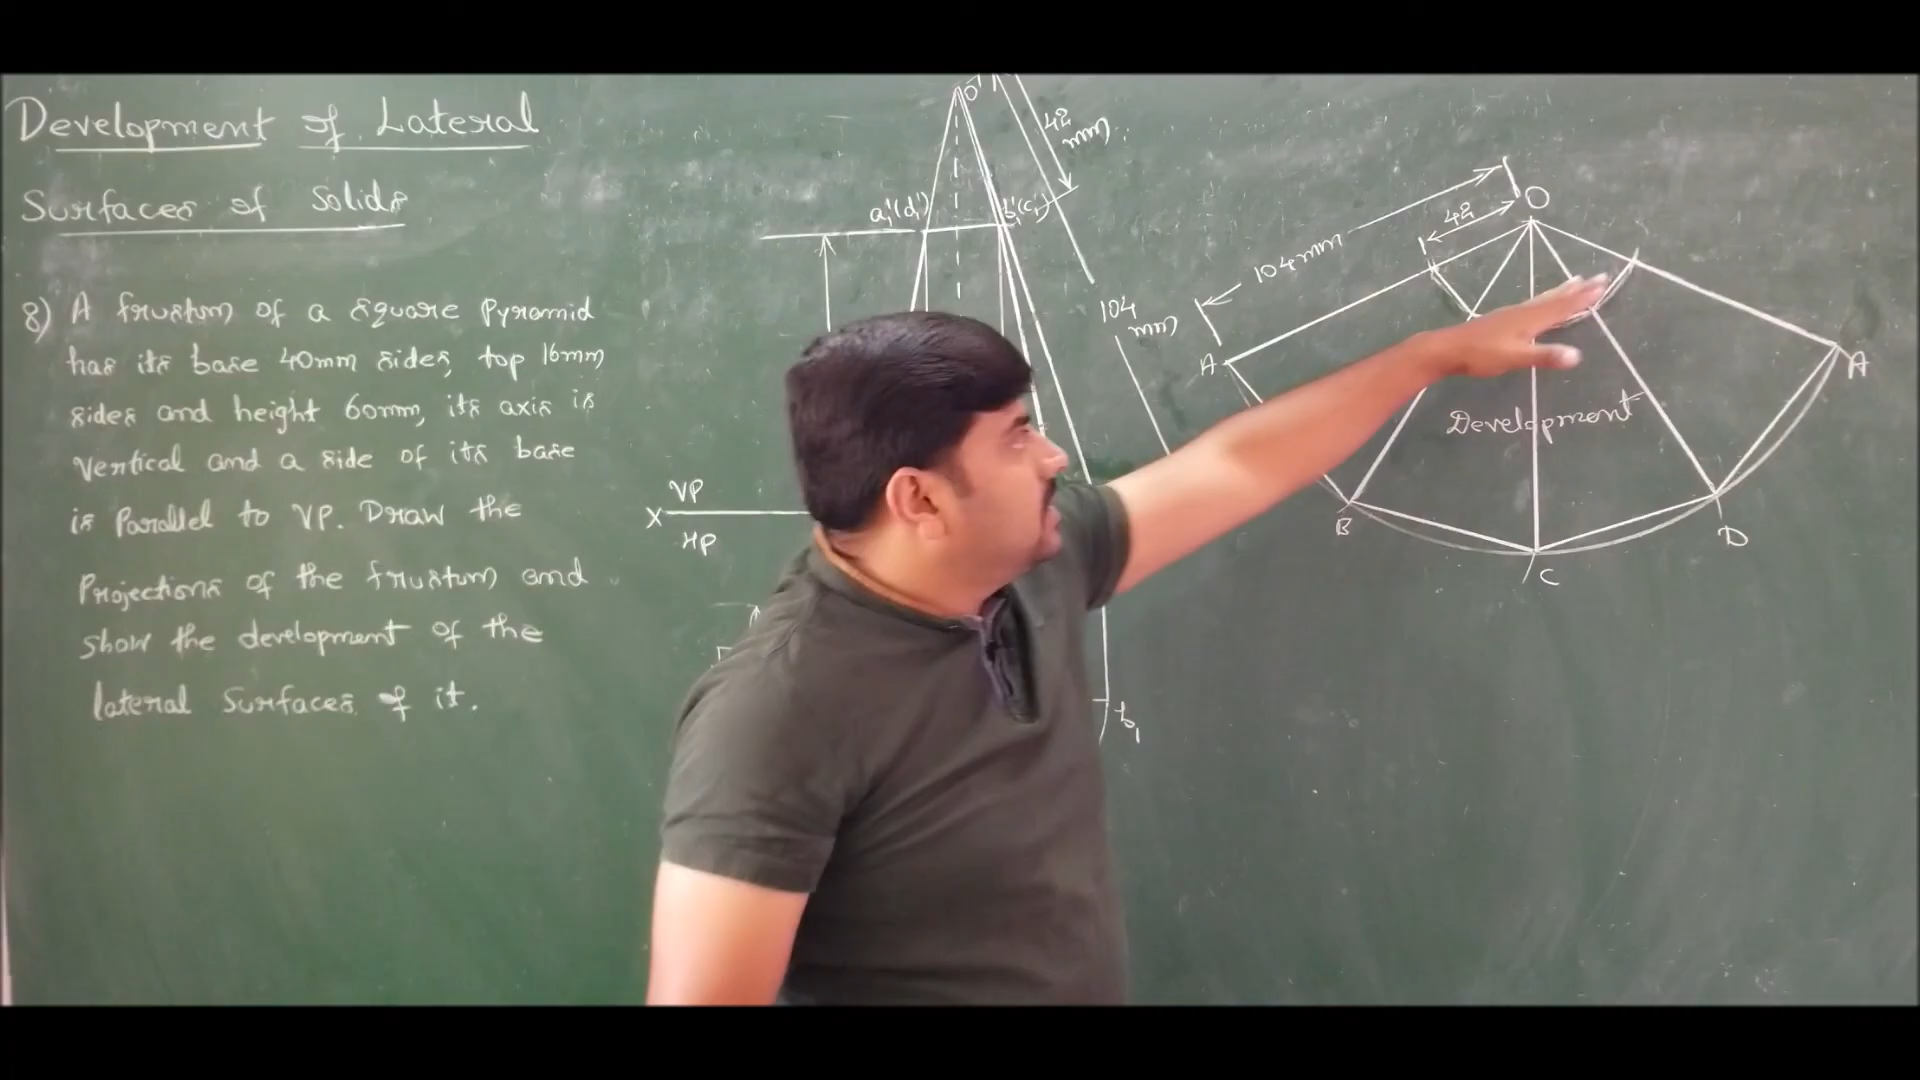 Development of Lateral
Surfaces of Solids
8) A frustum of a Square Pyramid
has its base 40mm sides, top 16mm
sides and height 60mm, its axis is
Vertical and a side of its base
is Parallel to VP. Draw the
Projections of the frustum and
show the development of the
lateral Surfaces of it.
O'
42
mm
a₁'(d₁')
b₁'(c₁')
104
mm
VP
X
HP
b₁
O
42
104mm
A
A
Development
B
C
D